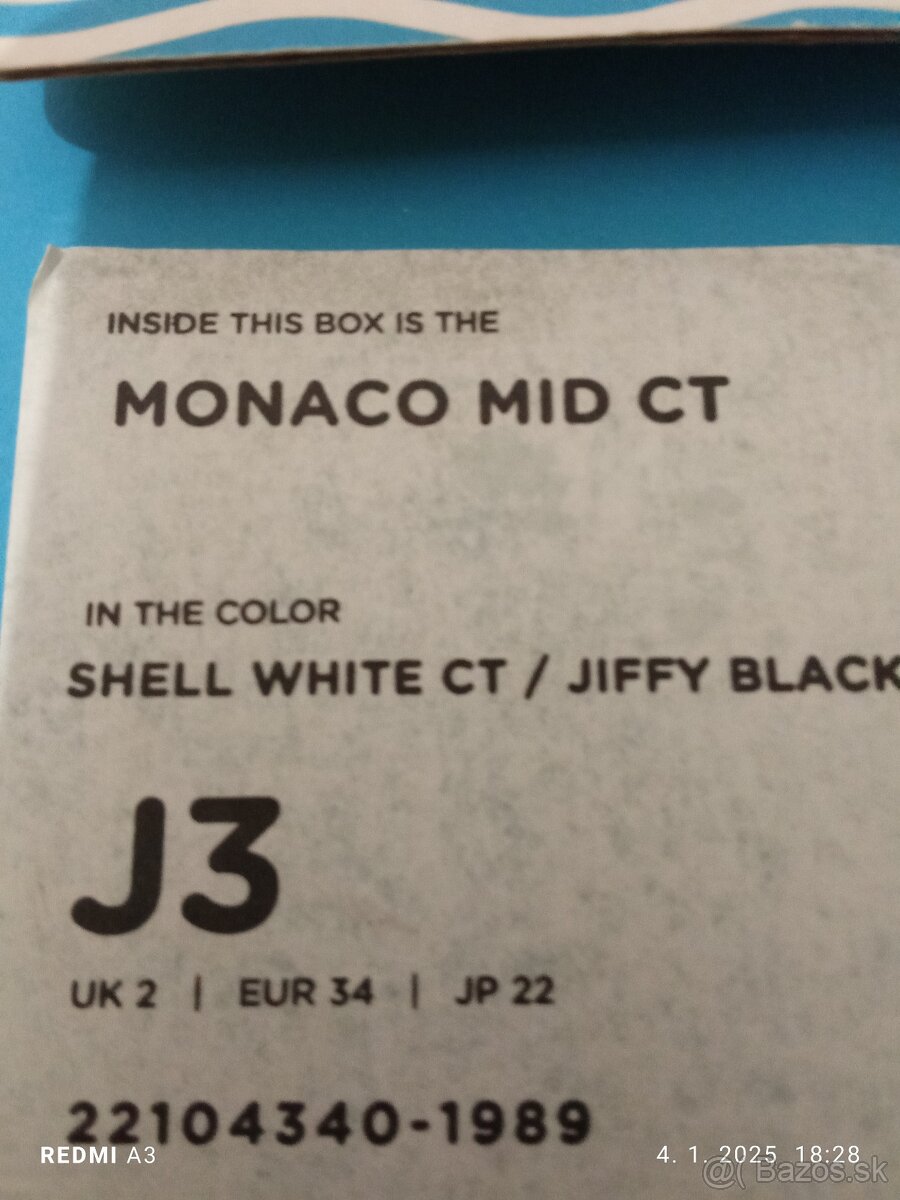 INSIDE THIS BOX IS THE
MONACO MID CT
IN THE COLOR
SHELL WHITE CT / JIFFY BLACK
J3
UK 2 | EUR 34 | JP 22
22104340-1989
REDMI A3
4. 1. 2025 18:28
@ Bazos.sk